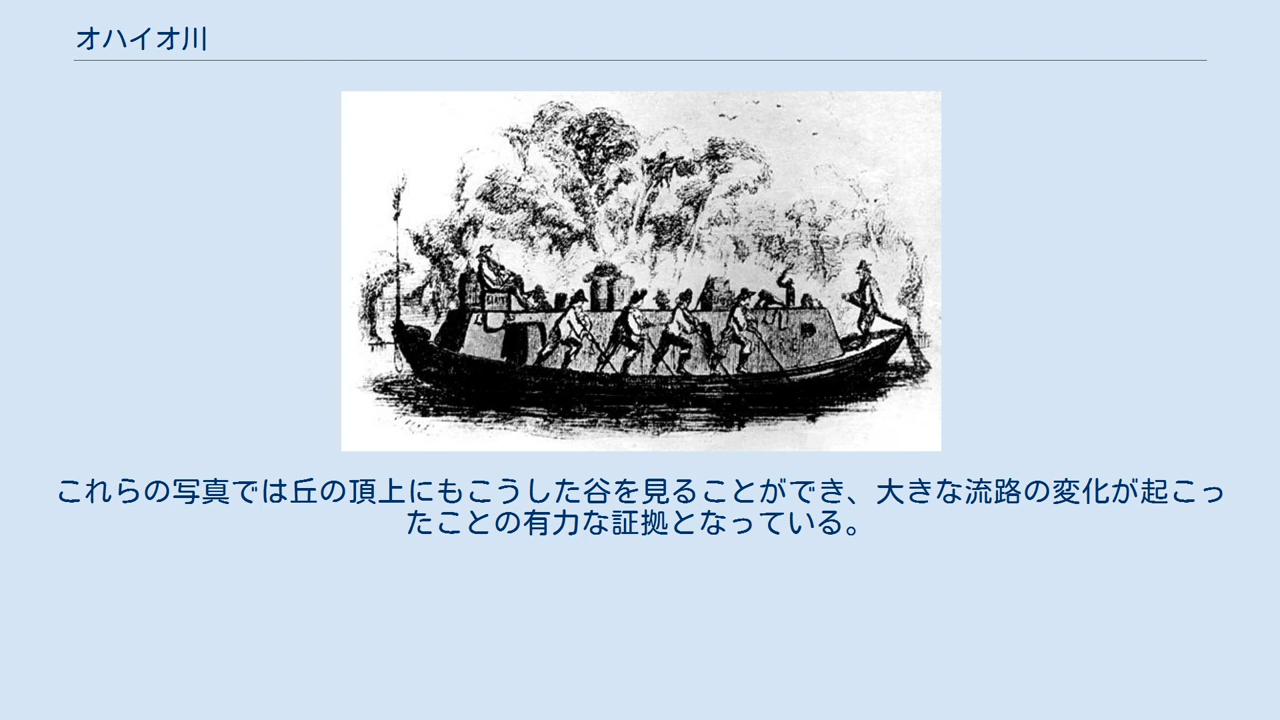 オハイオ川
これらの写真では丘の頂上にもこうした谷を見ることができ、大きな流路の変化が起こっ
たことの有力な証拠となっている。